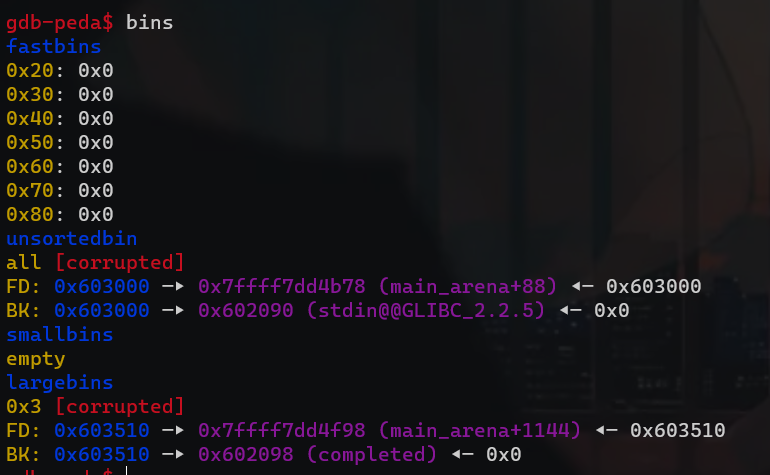 gdb-peda$ bins
fastbins
0x20: 0x0
0x30: 0x0
0x40: 0x0
0x50: 0x0
0x60: 0x0
0x70: 0x0
0x80: 0x0
unsortedbin
all [corrupted]
FD: 0x603000 —▸ 0x7ffff7dd4b78 (main_arena+88) ◂— 0x603000
BK: 0x603000 —▸ 0x602090 (stdin@@GLIBC_2.2.5) ◂— 0x0
smallbins
empty
largebins
0x3 [corrupted]
FD: 0x603510 —▸ 0x7ffff7dd4f98 (main_arena+1144) ◂— 0x603510
BK: 0x603510 —▸ 0x602098 (completed) ◂— 0x0
gdb-peda$